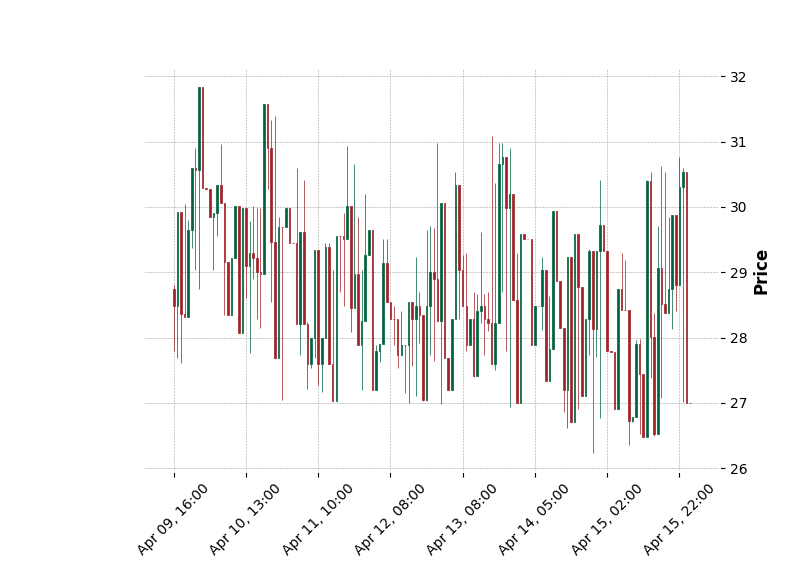 32
31
30
29
28
27
26
Price
Apr 09, 16:00
Apr 10, 13:00
Apr 11, 10:00
Apr 12, 08:00
Apr 13, 08:00
Apr 14, 05:00
Apr 15, 02:00
Apr 15, 22:00